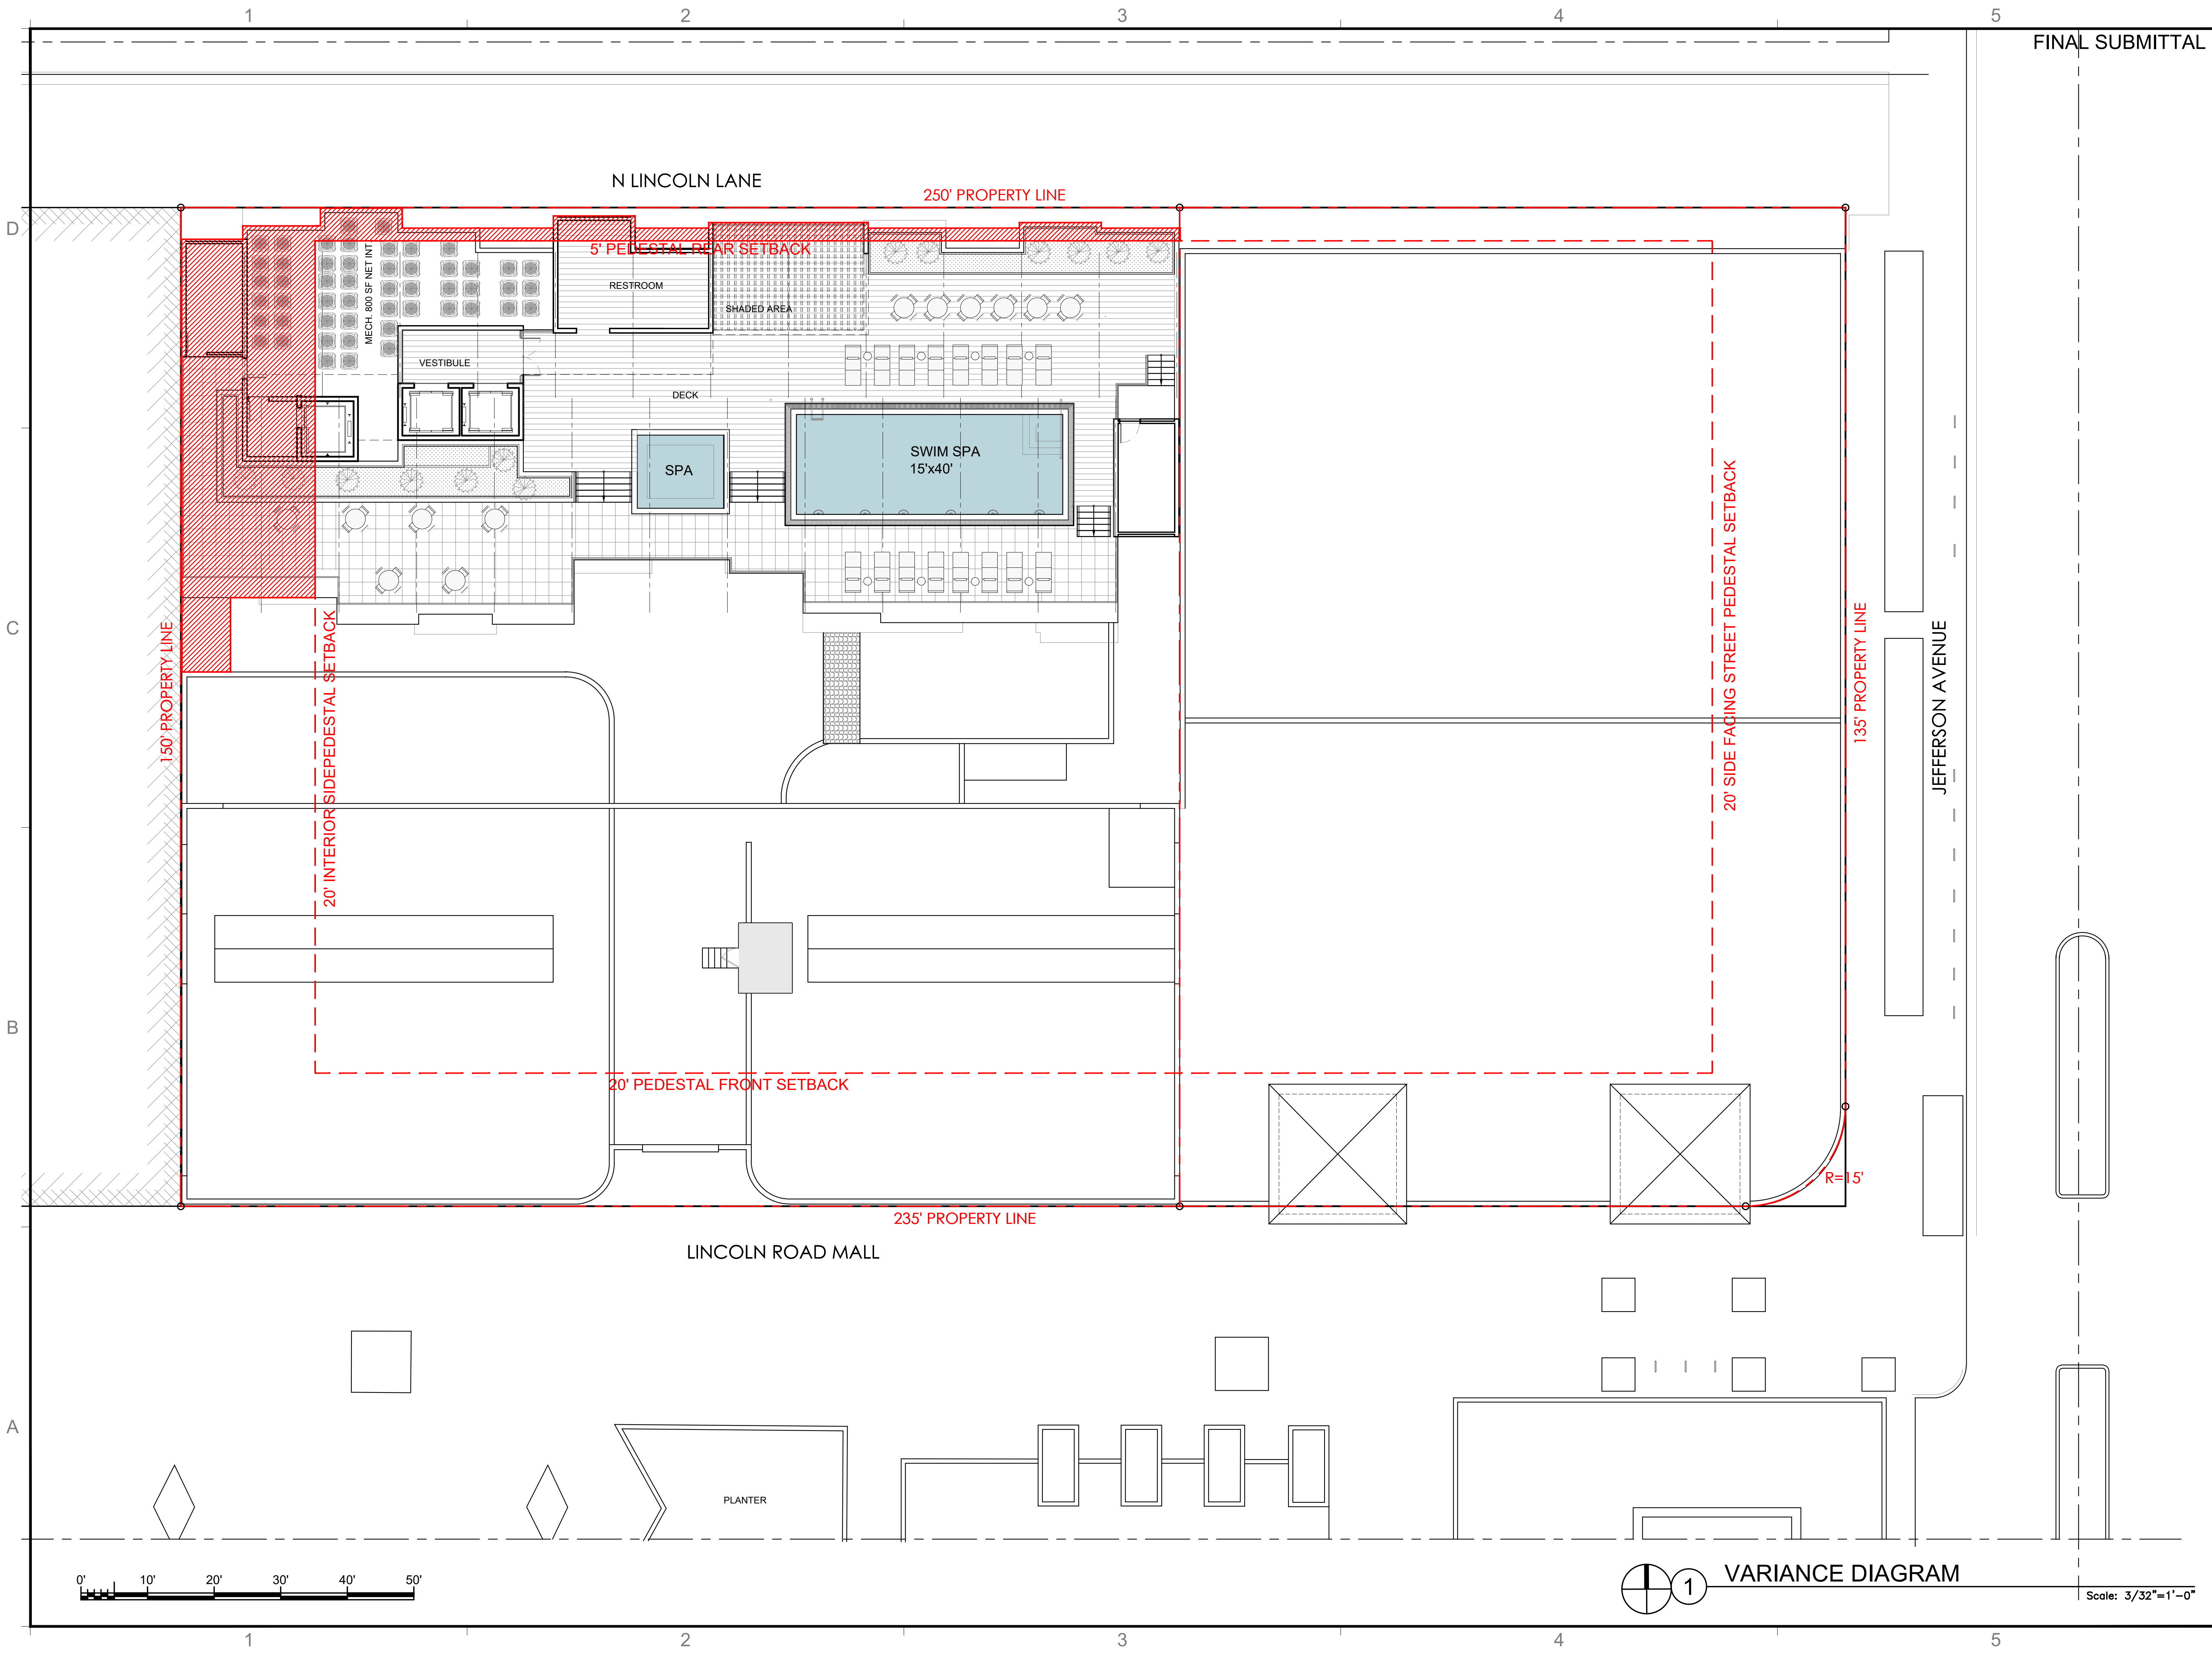 1 2 3 4 5
FINAL SUBMITTAL
N LINCOLN LANE
250' PROPERTY LINE
D
5' PEDESTAL REAR SETBACK
MECH. 800 SF NET INT
RESTROOM
SHADED AREA
VESTIBULE
DECK
SPA
SWIM SPA
15'x40'
C
150' PROPERTY LINE
20' INTERIOR SIDEPEDESTAL SETBACK
20' SIDE FACING STREET PEDESTAL SETBACK
135' PROPERTY LINE
JEFFERSON AVENUE
B
20' PEDESTAL FRONT SETBACK
R=15'
235' PROPERTY LINE
LINCOLN ROAD MALL
A
PLANTER
0' 10' 20' 30' 40' 50'
1 VARIANCE DIAGRAM
Scale: 3/32"=1'-0"
1 2 3 4 5